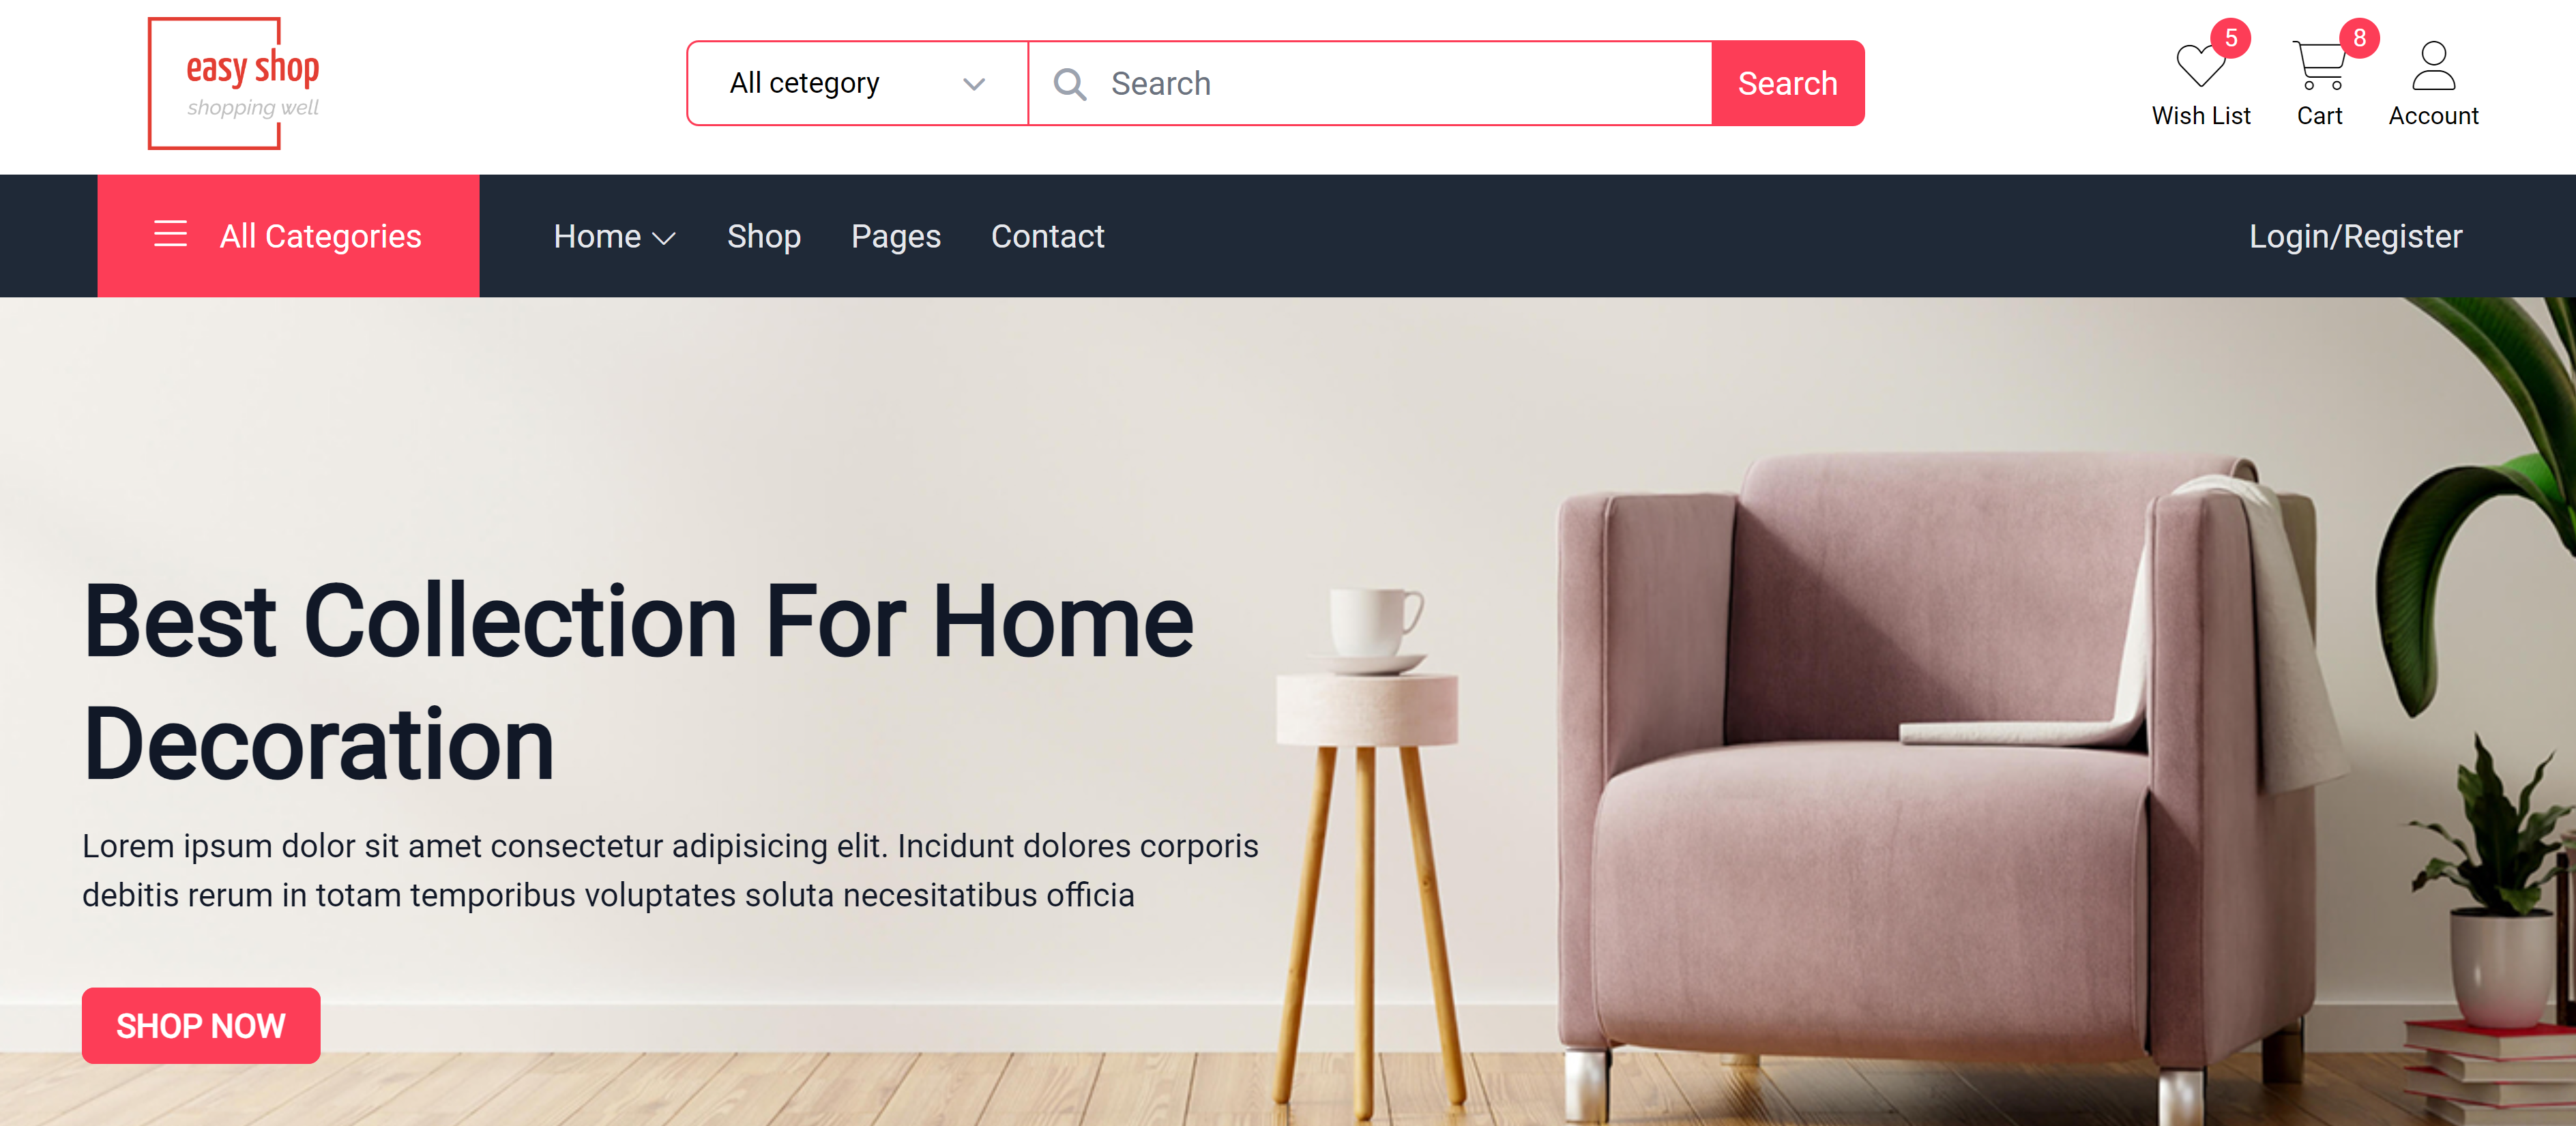 easy shop
shopping well
All cetegory
Search
Search
5
8
Wish List
Cart
Account
All Categories
Home
Shop
Pages
Contact
Login/Register
Best Collection For Home
Decoration
Lorem ipsum dolor sit amet consectetur adipisicing elit. Incidunt dolores corporis
debitis rerum in totam temporibus voluptates soluta necesitatibus officia
SHOP NOW